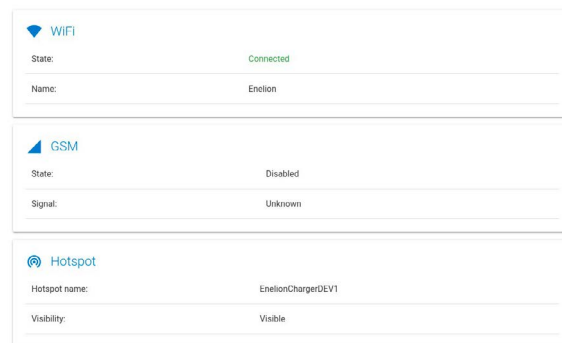 WiFi
State: Connected
Name: Enelion
GSM
State: Disabled
Signal: Unknown
Hotspot
Hotspot name: EnelionChargerDEV1
Visibility: Visible